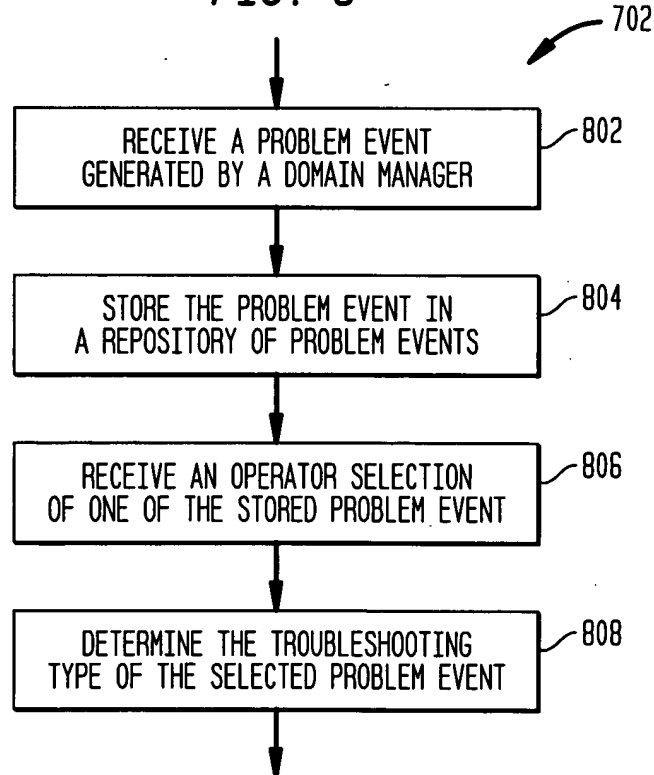 702
RECEIVE A PROBLEM EVENT
GENERATED BY A DOMAIN MANAGER
802
STORE THE PROBLEM EVENT IN
A REPOSITORY OF PROBLEM EVENTS
804
RECEIVE AN OPERATOR SELECTION
OF ONE OF THE STORED PROBLEM EVENT
806
DETERMINE THE TROUBLESHOOTING
TYPE OF THE SELECTED PROBLEM EVENT
808